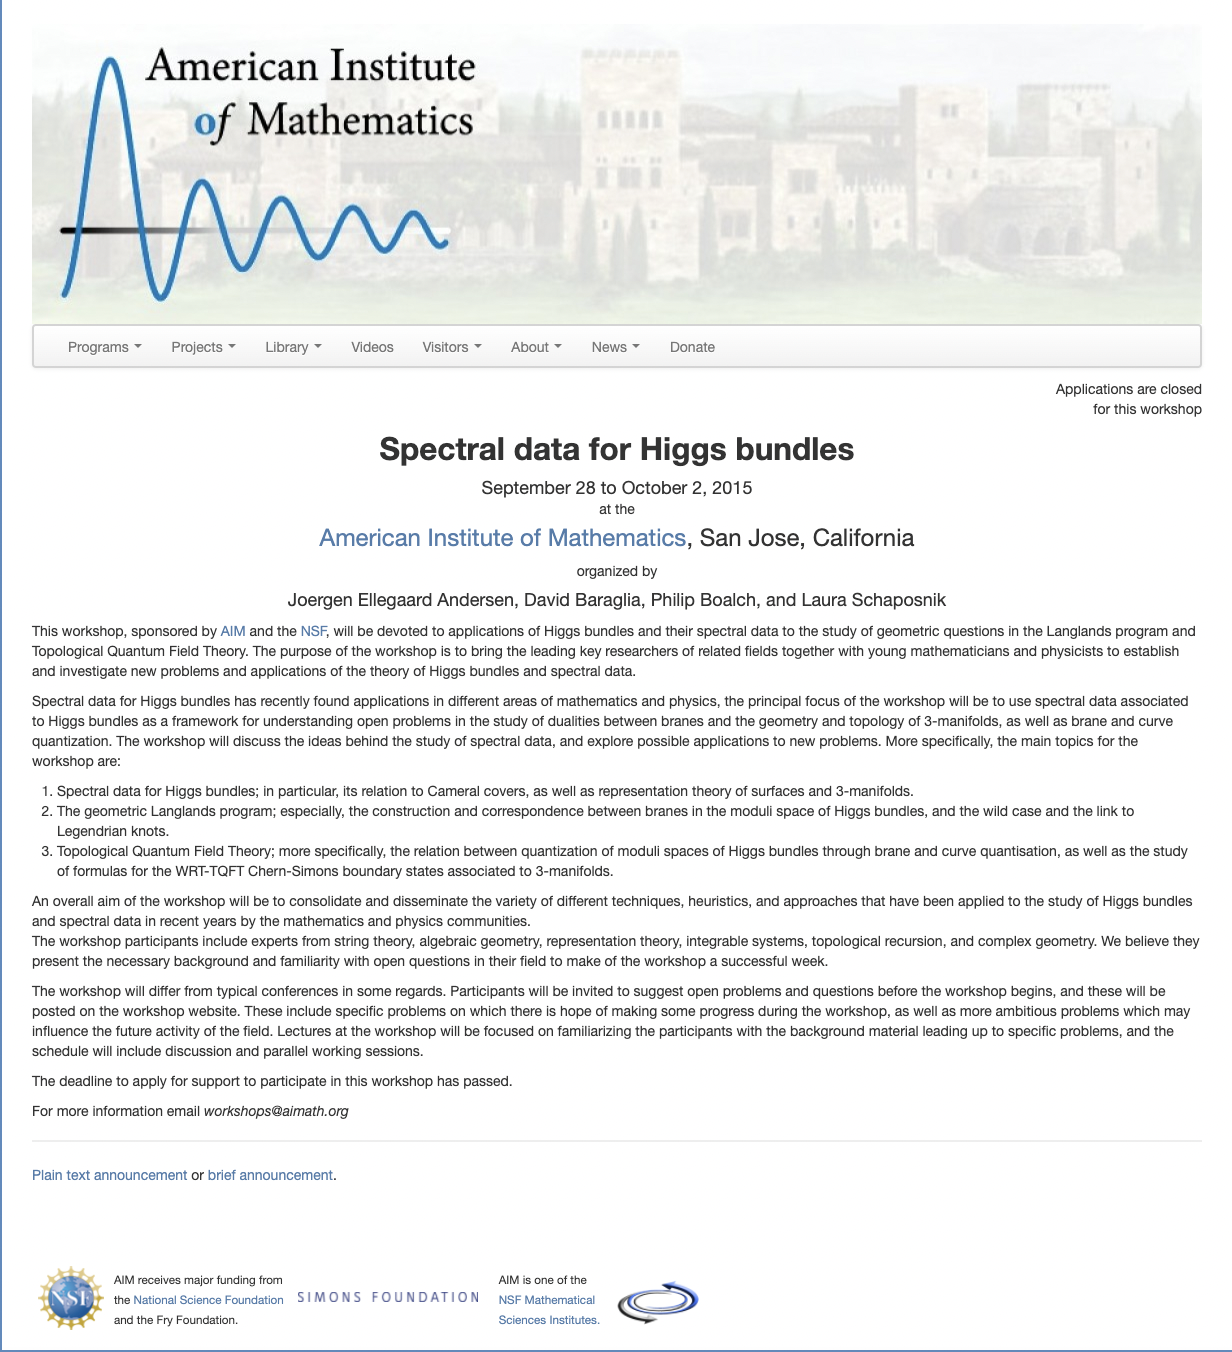 American Institute
of Mathematics
Programs Projects Library Videos Visitors About News Donate
Applications are closed
for this workshop
Spectral data for Higgs bundles
September 28 to October 2, 2015
at the
American Institute of Mathematics, San Jose, California
organized by
Joergen Ellegaard Andersen, David Baraglia, Philip Boalch, and Laura Schaposnik
This workshop, sponsored by AIM and the NSF, will be devoted to applications of Higgs bundles and their spectral data to the study of geometric questions in the Langlands program and
Topological Quantum Field Theory. The purpose of the workshop is to bring the leading key researchers of related fields together with young mathematicians and physicists to establish
and investigate new problems and applications of the theory of Higgs bundles and spectral data.
Spectral data for Higgs bundles has recently found applications in different areas of mathematics and physics, the principal focus of the workshop will be to use spectral data associated
to Higgs bundles as a framework for understanding open problems in the study of dualities between branes and the geometry and topology of 3-manifolds, as well as brane and curve
quantization. The workshop will discuss the ideas behind the study of spectral data, and explore possible applications to new problems. More specifically, the main topics for the
workshop are:
1. Spectral data for Higgs bundles; in particular, its relation to Cameral covers, as well as representation theory of surfaces and 3-manifolds.
2. The geometric Langlands program; especially, the construction and correspondence between branes in the moduli space of Higgs bundles, and the wild case and the link to
Legendrian knots.
3. Topological Quantum Field Theory; more specifically, the relation between quantization of moduli spaces of Higgs bundles through brane and curve quantisation, as well as the study
of formulas for the WRT-TQFT Chern-Simons boundary states associated to 3-manifolds.
An overall aim of the workshop will be to consolidate and disseminate the variety of different techniques, heuristics, and approaches that have been applied to the study of Higgs bundles
and spectral data in recent years by the mathematics and physics communities.
The workshop participants include experts from string theory, algebraic geometry, representation theory, integrable systems, topological recursion, and complex geometry. We believe they
present the necessary background and familiarity with open questions in their field to make of the workshop a successful week.
The workshop will differ from typical conferences in some regards. Participants will be invited to suggest open problems and questions before the workshop begins, and these will be
posted on the workshop website. These include specific problems on which there is hope of making some progress during the workshop, as well as more ambitious problems which may
influence the future activity of the field. Lectures at the workshop will be focused on familiarizing the participants with the background material leading up to specific problems, and the
schedule will include discussion and parallel working sessions.
The deadline to apply for support to participate in this workshop has passed.
For more information email workshops@aimath.org
Plain text announcement or brief announcement.
NSF
AIM receives major funding from
the National Science Foundation
and the Fry Foundation.
SIMONS FOUNDATION
AIM is one of the
NSF Mathematical
Sciences Institutes.